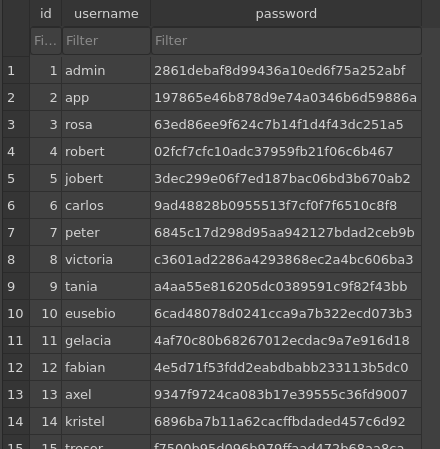 id username password
Fi... Filter Filter
1 1 admin 2861debaf8d99436a10ed6f75a252abf
2 2 app 197865e46b878d9e74a0346b6d59886a
3 3 rosa 63ed86ee9f624c7b14f1d4f43dc251a5
4 4 robert 02fcf7cfc10adc37959fb21f06c6b467
5 5 jobert 3dec299e06f7ed187bac06bd3b670ab2
6 6 carlos 9ad48828b0955513f7cf0f7f6510c8f8
7 7 peter 6845c17d298d95aa942127bdad2ceb9b
8 8 victoria c3601ad2286a4293868ec2a4bc606ba3
9 9 tania a4aa55e816205dc0389591c9f82f43bb
10 10 eusebio 6cad48078d0241cca9a7b322ecd073b3
11 11 gelacia 4af70c80b68267012ecdac9a7e916d18
12 12 fabian 4e5d71f53fdd2eabdbabb233113b5dc0
13 13 axel 9347f9724ca083b17e39555c36fd9007
14 14 kristel 6896ba7b11a62cacffbdaded457c6d92
15 15